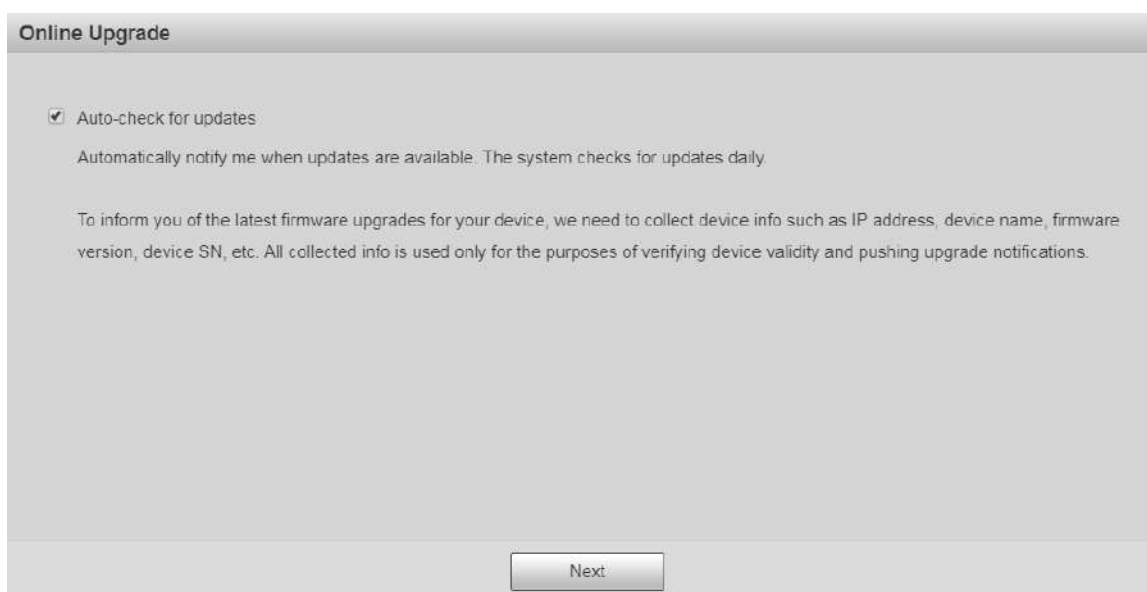 Online Upgrade
Auto-check for updates
Automatically notify me when updates are available. The system checks for updates daily.
To inform you of the latest firmware upgrades for your device, we need to collect device info such as IP address, device name, firmware
version, device SN, etc. All collected info is used only for the purposes of verifying device validity and pushing upgrade notifications.
Next